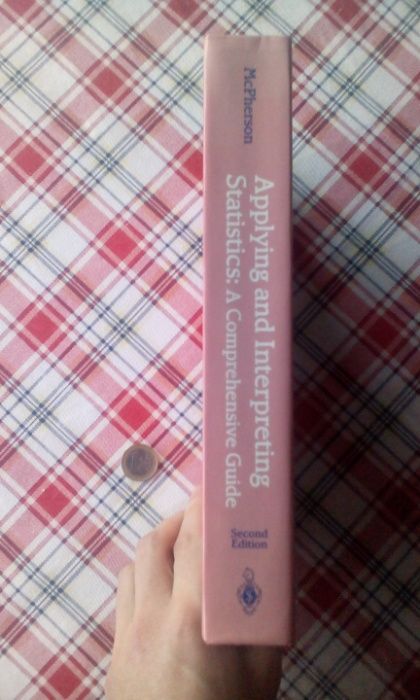 McPherson
Applying and Interpreting
Statistics: A Comprehensive Guide
Second
Edition